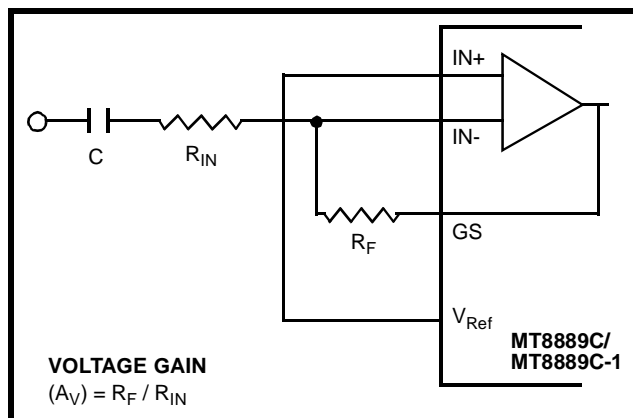 IN+
C
R_IN
IN-
R_F
GS
V_Ref
MT8889C/
MT8889C-1
VOLTAGE GAIN
(A_V) = R_F / R_IN